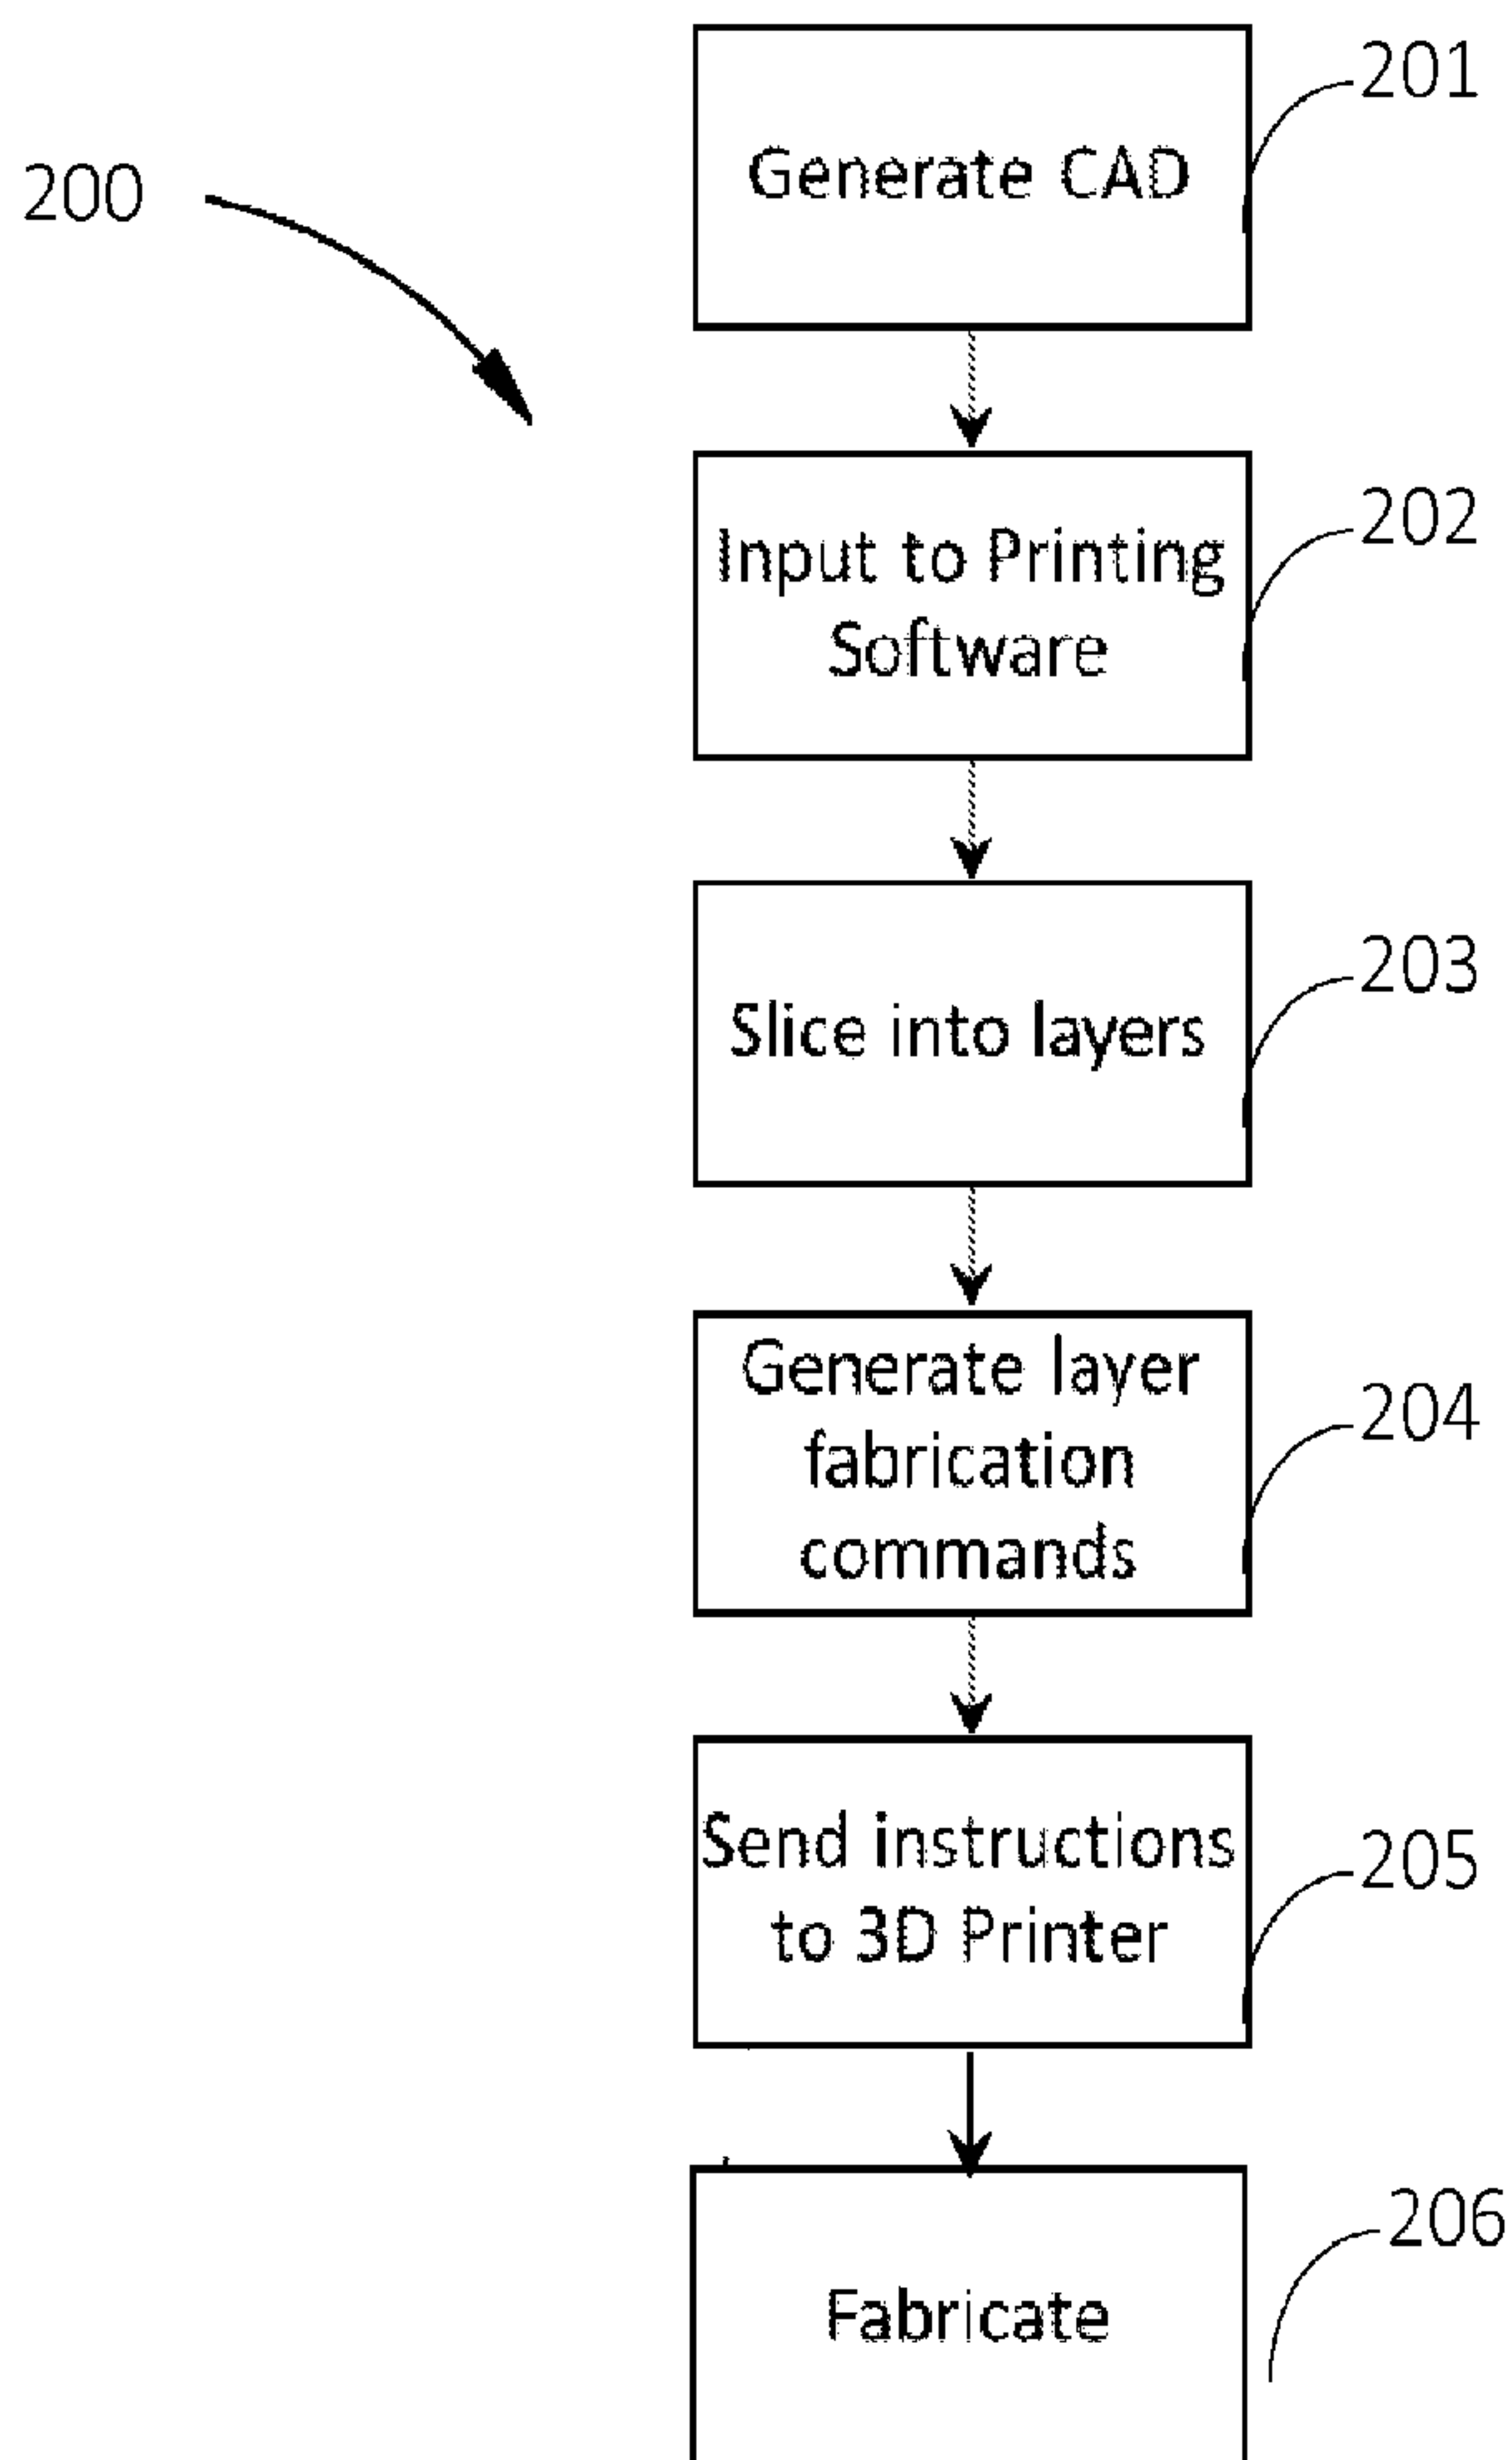 201
Generate CAD
200
202
Input to Printing
Software
203
Slice into layers
204
Generate layer
fabrication
commands
205
Send instructions
to 3D Printer
206
Fabricate